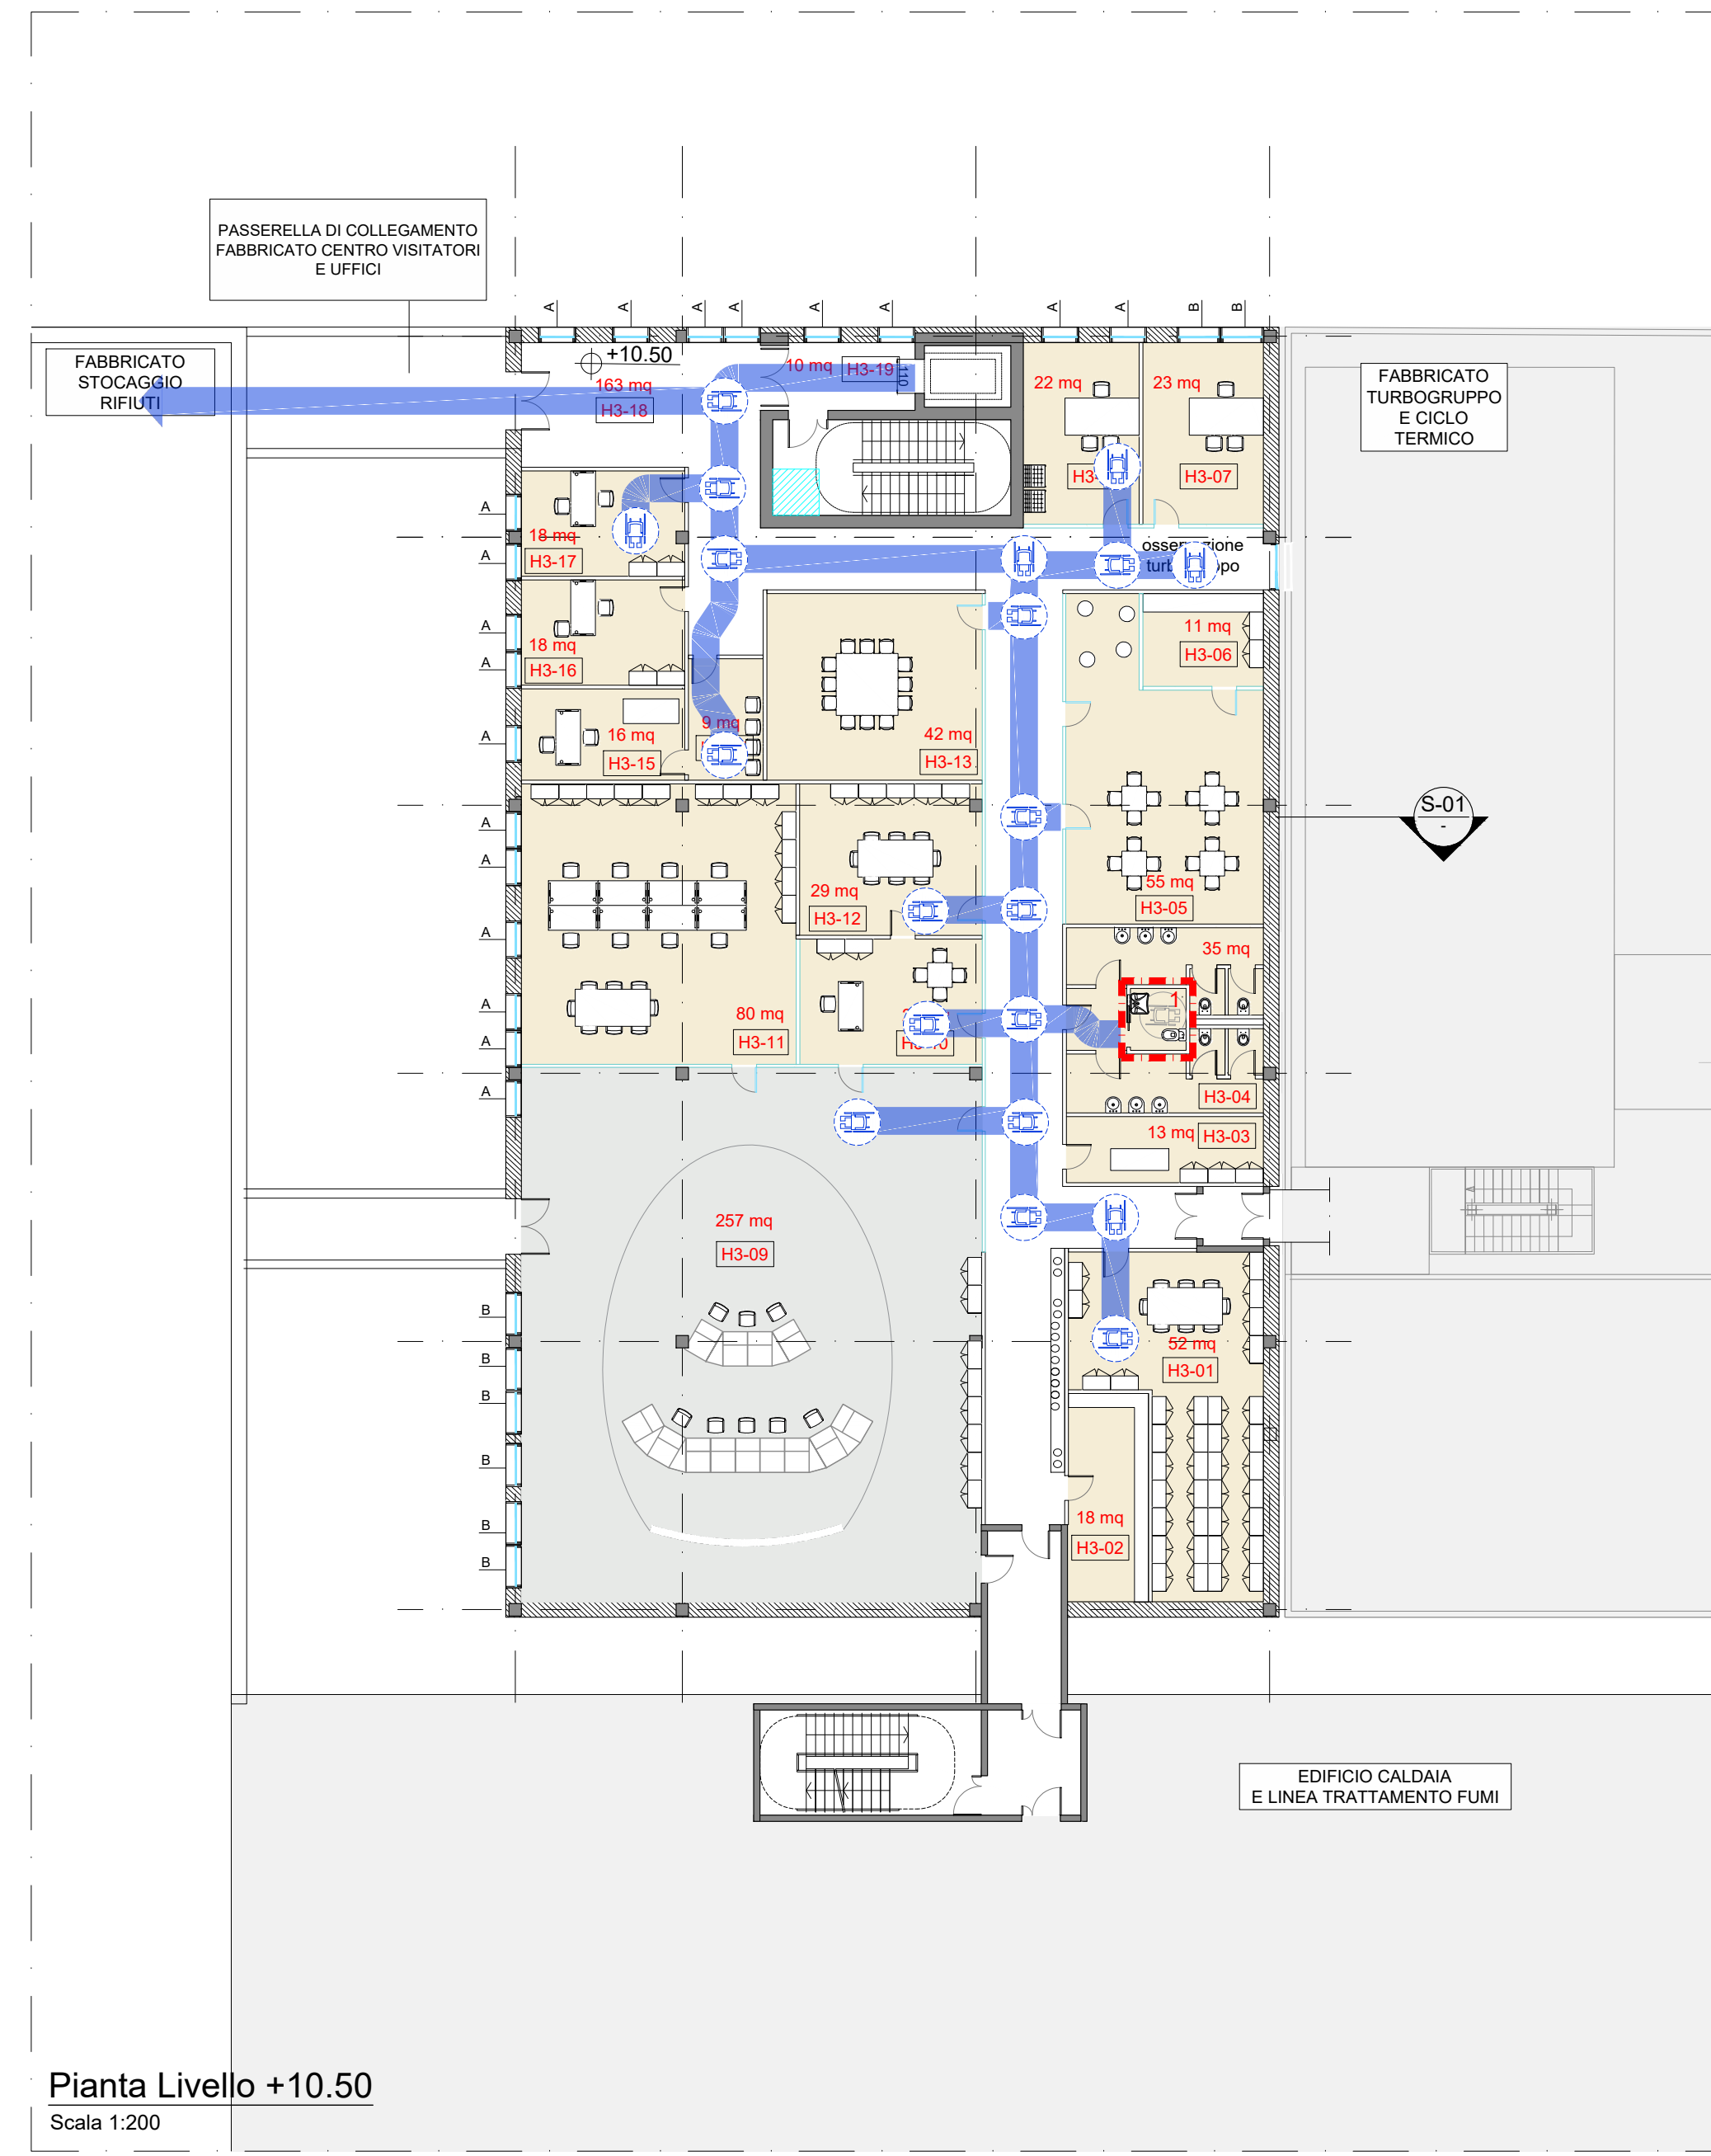 PASSERELLA DI COLLEGAMENTO
FABBRICATO CENTRO VISITATORI
E UFFICI
A
A
A
A
A
A
A
A
B
B
FABBRICATO
STOCAGGIO
RIFIUTI
+10.50
163 mq
H3-18
10 mq
H3-19
110
22 mq
23 mq
H3-07
FABBRICATO
TURBOGRUPPO
E CICLO
TERMICO
A
18 mq
H3-17
A
A
18 mq
H3-16
A
11 mq
H3-06
9 mq
16 mq
H3-15
A
42 mq
H3-13
S-01
-
A
A
29 mq
H3-12
55 mq
H3-05
A
35 mq
1
A
80 mq
H3-11
A
A
H3-04
13 mq
H3-03
257 mq
H3-09
B
B
B
B
B
B
52 mq
H3-01
18 mq
H3-02
EDIFICIO CALDAIA
E LINEA TRATTAMENTO FUMI
Pianta Livello +10.50
Scala 1:200